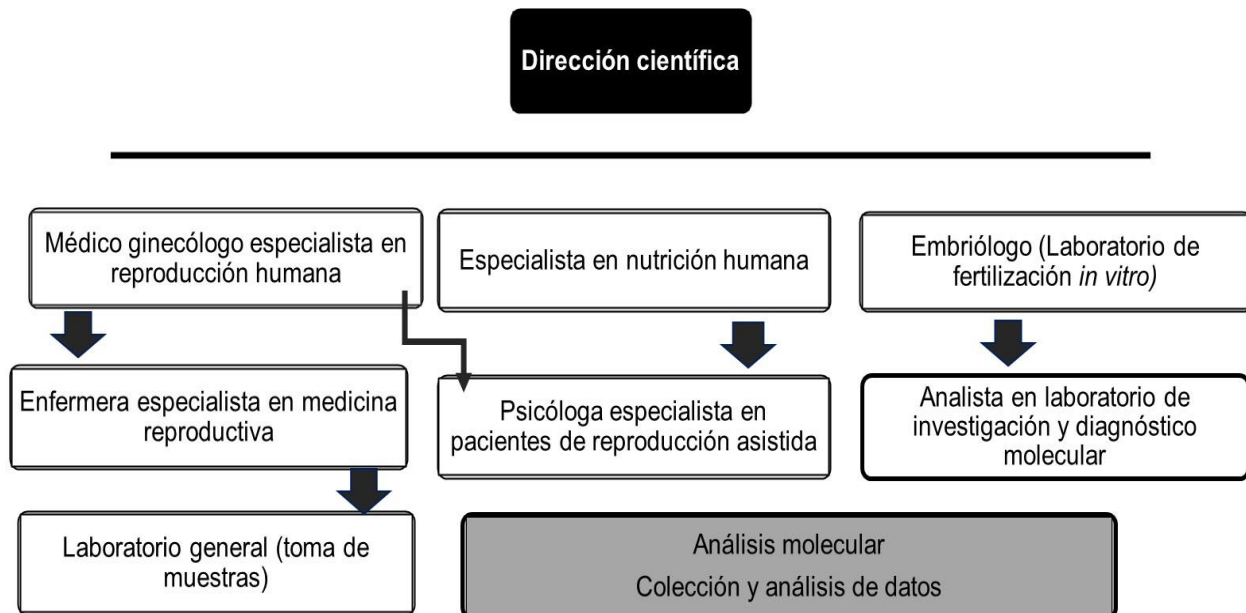 Dirección científica
Médico ginecólogo especialista en
reproducción humana
Especialista en nutrición humana
Embriólogo (Laboratorio de
fertilización in vitro)
Enfermera especialista en medicina
reproductiva
Psicóloga especialista en
pacientes de reproducción asistida
Analista en laboratorio de
investigación y diagnóstico
molecular
Laboratorio general (toma de
muestras)
Análisis molecular
Colección y análisis de datos